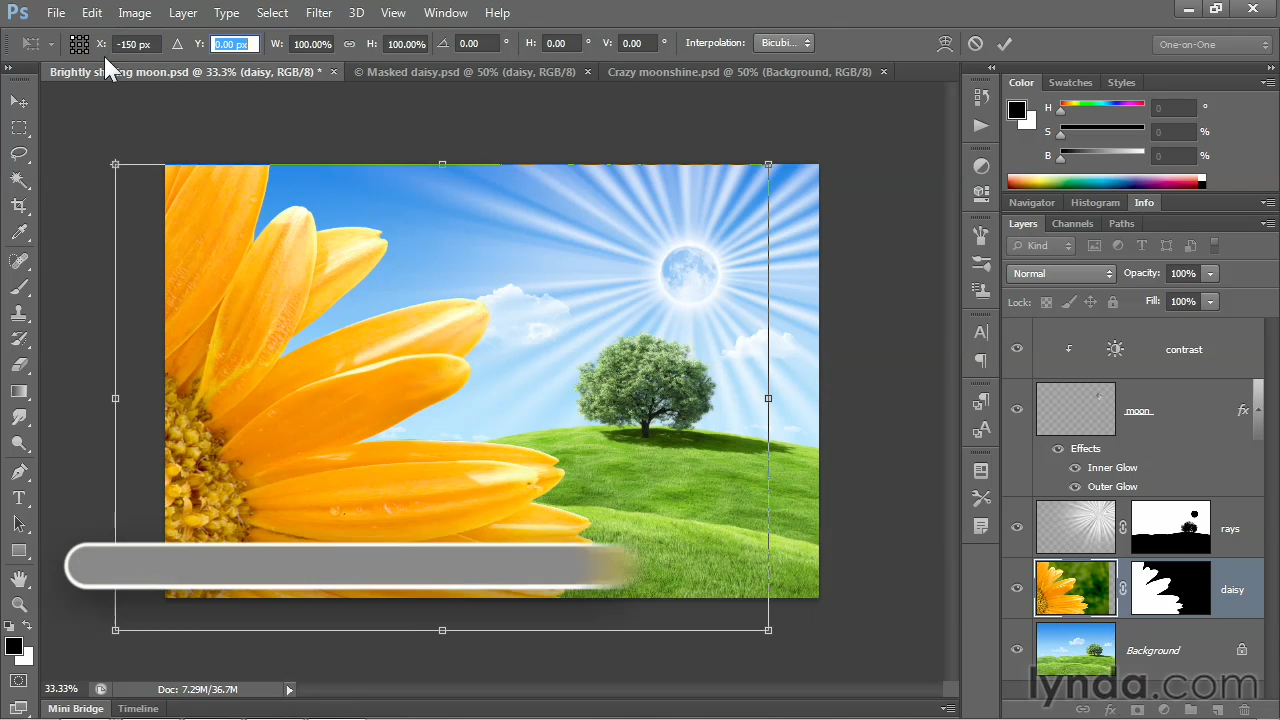 Ps File Edit Image Layer Type Select Filter 3D View Window Help
X: -150 px Y: 0.00 px W: 100.00% H: 100.00% 0.00 ° H: 0.00 ° V: 0.00 ° Interpolation: Bicubi... One-on-One
Brightly sh ng moon.psd @ 33.3% (daisy, RGB/8) * × © Masked daisy.psd @ 50% (daisy, RGB/8) × Crazy moonshine.psd @ 50% (Background, RGB/8) ×
Color Swatches Styles
H 0 °
S 0 %
B 0 %
Navigator Histogram Info
Layers Channels Paths
Kind
Normal Opacity: 100%
Lock: Fill: 100%
contrast
moon fx
Effects
Inner Glow
Outer Glow
rays
daisy
Background
lynda.com
33.33% Doc: 7.29M/36.7M
Mini Bridge Timeline